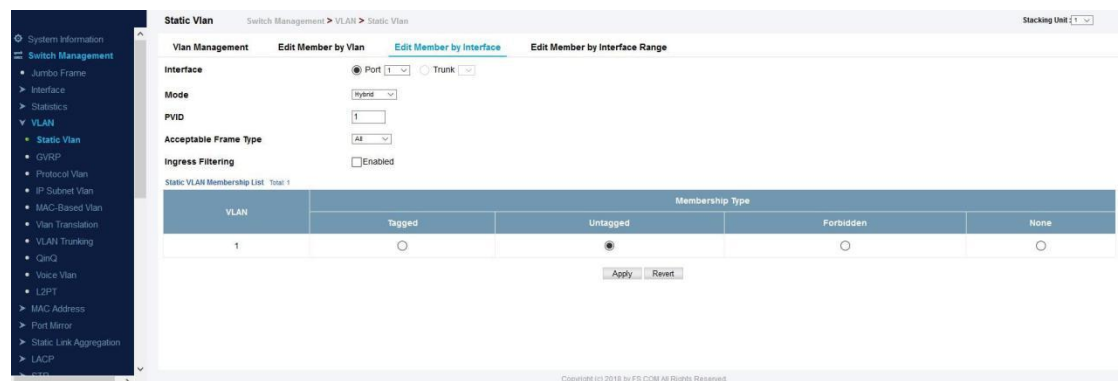 Static Vlan Switch Management > VLAN > Static Vlan Stacking Unit: 1
System Information
Switch Management
Jumbo Frame
Interface
Statistics
VLAN
Static Vlan
GVRP
Protocol Vlan
IP Subnet Vlan
MAC-Based Vlan
Vlan Translation
VLAN Trunking
QinQ
Voice Vlan
L2PT
MAC Address
Port Mirror
Static Link Aggregation
LACP
STP
Vlan Management Edit Member by Vlan Edit Member by Interface Edit Member by Interface Range
Interface Port 1 Trunk
Mode Hybrid
PVID 1
Acceptable Frame Type All
Ingress Filtering Enabled
Static VLAN Membership List Total: 1
VLAN Membership Type
Tagged Untagged Forbidden None
1
Apply Revert
Copyright (c) 2018 by FS.COM All Rights Reserved.